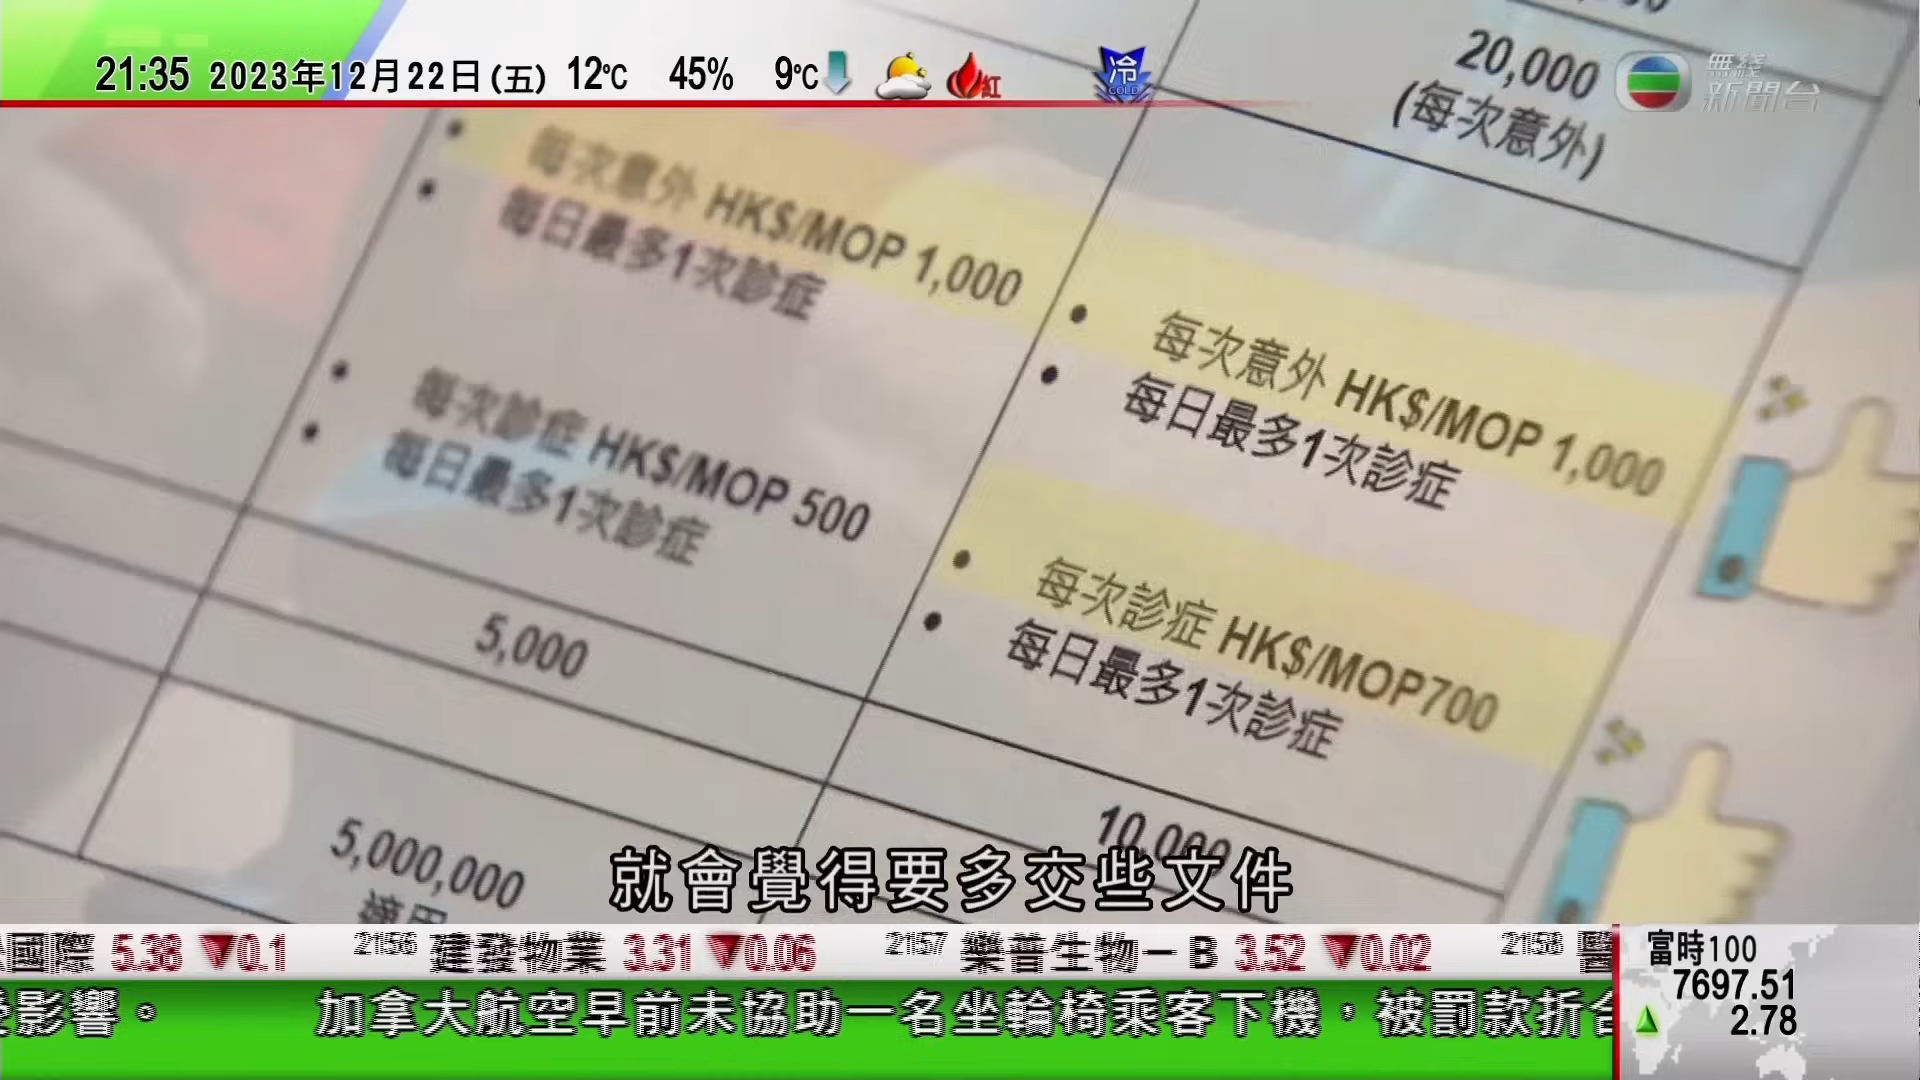 21:35 2023年12月22日(五) 12℃ 45% 9℃ 紅 冷 COLD
無綫新聞台
20,000
(每次意外)
每次意外 HK$/MOP 1,000
每日最多1次診症
每次意外 HK$/MOP 1,000
每日最多1次診症
每次診症 HK$/MOP 500
每日最多1次診症
每次診症 HK$/MOP700
每日最多1次診症
5,000
10,000
5,000,000
適用
就會覺得要多交些文件
國際 5.38 ▼0.1 2156 建發物業 3.31 ▼0.06 2157 樂普生物－B 3.52 ▼0.02 2158 醫
影響。 加拿大航空早前未協助一名坐輪椅乘客下機，被罰款折合
富時100
7697.51
▲ 2.78